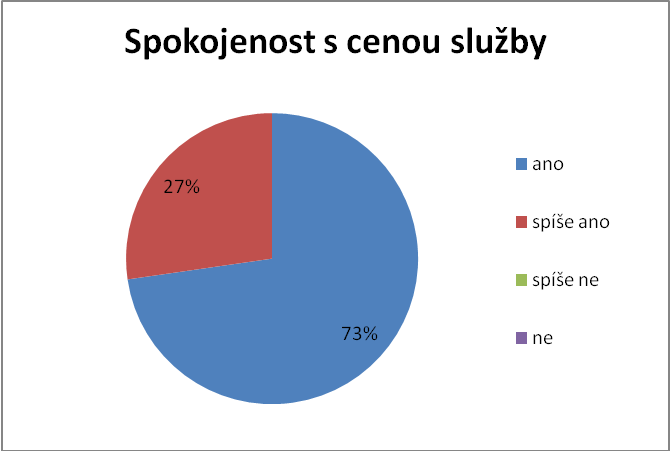 Spokojenost s cenou služby
27%
73%
ano
spíše ano
spíše ne
ne